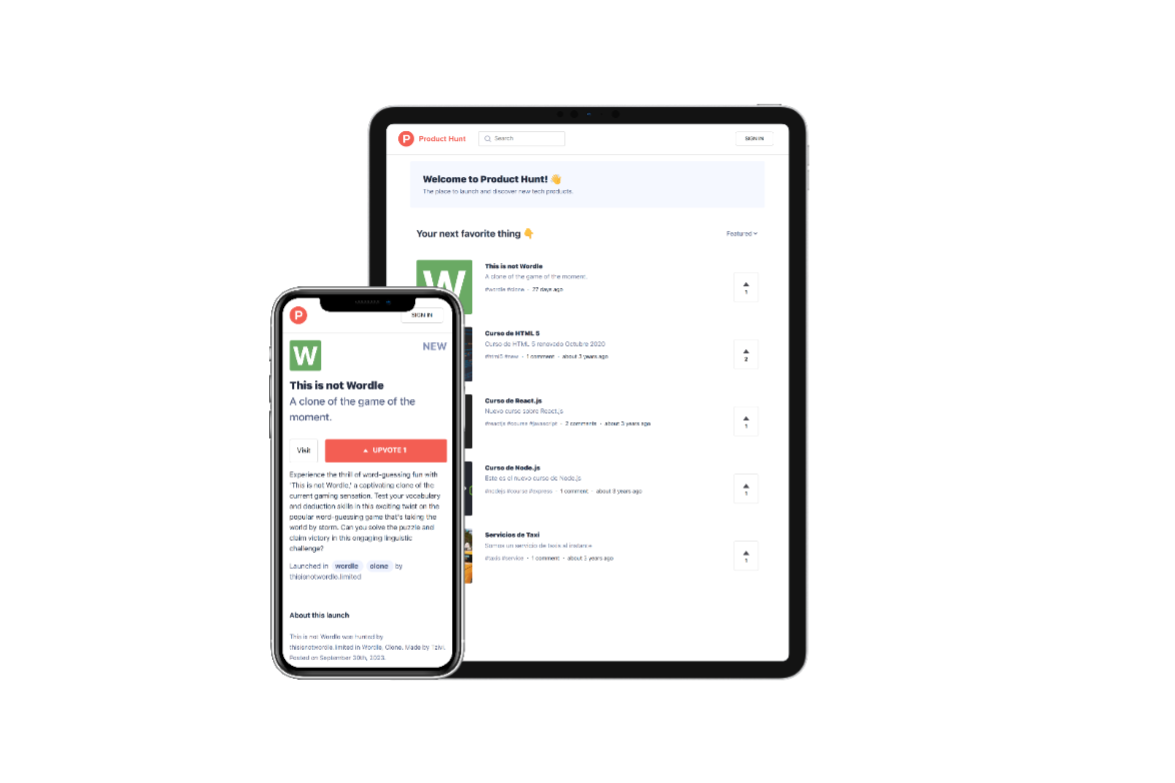 P Product Hunt
Search
SIGN IN
Welcome to Product Hunt! 👋
The place to launch and discover new tech products.
Your next favorite thing 👇
Featured
W
This is not Wordle
A clone of the game of the moment.
#wordle #clone • 77 days ago
1
Curso de HTML 5
Curso de HTML 5 renovado Octubre 2020
#html5 #new • 1 comment • about 3 years ago
2
Curso de React.js
Nuevo curso sobre React.js
#reactjs #course #javascript • 2 comments • about 3 years ago
1
Curso de Node.js
Este es el nuevo curso de Node.js
#nodejs #course #express • 1 comment • about 3 years ago
1
Servicios de Taxi
Somos un servicio de taxis al instante
#taxis #service • 1 comment • about 3 years ago
1
P
SIGN IN
W
NEW
This is not Wordle
A clone of the game of the
moment.
Visit
UPVOTE 1
Experience the thrill of word-guessing fun with
'This is not Wordle,' a captivating clone of the
current gaming sensation. Test your vocabulary
and deduction skills in this exciting twist on the
popular word-guessing game that's taking the
world by storm. Can you solve the puzzle and
claim victory in this engaging linguistic
challenge?
Launched in wordle clone by
thisisnotwordle.limited
About this launch
This is not Wordle was hunted by
thisisnotwordle.limited in Wordle, Clone. Made by
Posted on September 30th, 2023.